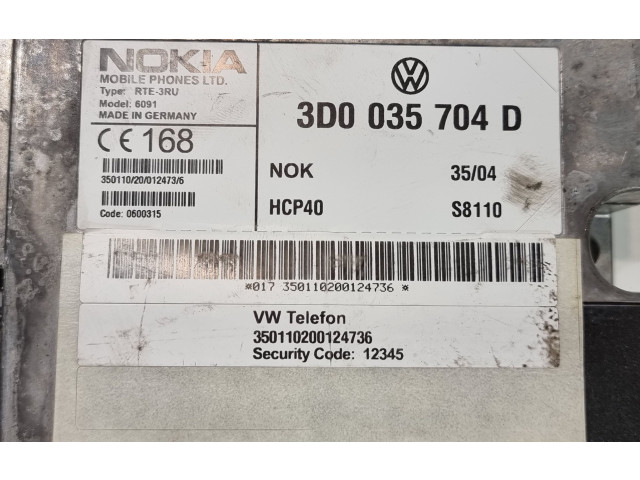 NOKIA
MOBILE PHONES LTD.
Type: RTE-3RU
Model: 6091
MADE IN GERMANY
CE 168
350110/20/012473/6
Code: 0600315
VW
3D0 035 704 D
NOK 35/04
HCP40 S8110
*017 350110200124736 *
VW Telefon
350110200124736
Security Code: 12345